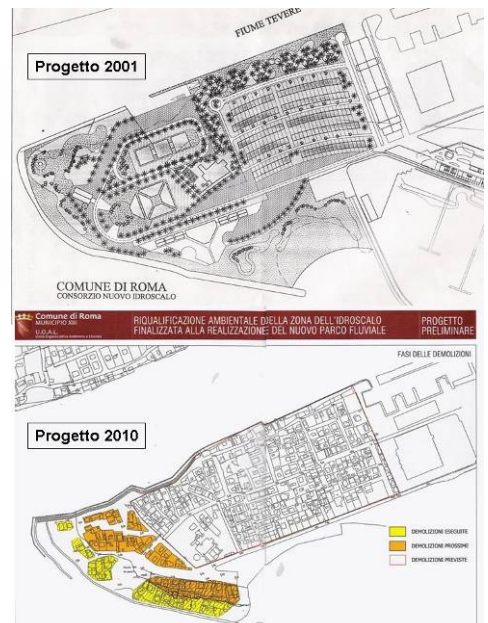 FIUME TEVERE
Progetto 2001
COMUNE DI ROMA
CONSORZIO NUOVO IDROSCALO
Comune di Roma
MUNICIPIO XIII
U.O.A.L.
RIQUALIFICAZIONE AMBIENTALE DELLA ZONA DELL'IDROSCALO
FINALIZZATA ALLA REALIZZAZIONE DEL NUOVO PARCO FLUVIALE
PROGETTO
PRELIMINARE
FASI DELLE DEMOLIZIONI
Progetto 2010
DEMOLIZIONI ESEGUITE
DEMOLIZIONI PROSSIME
DEMOLIZIONI PREVISTE